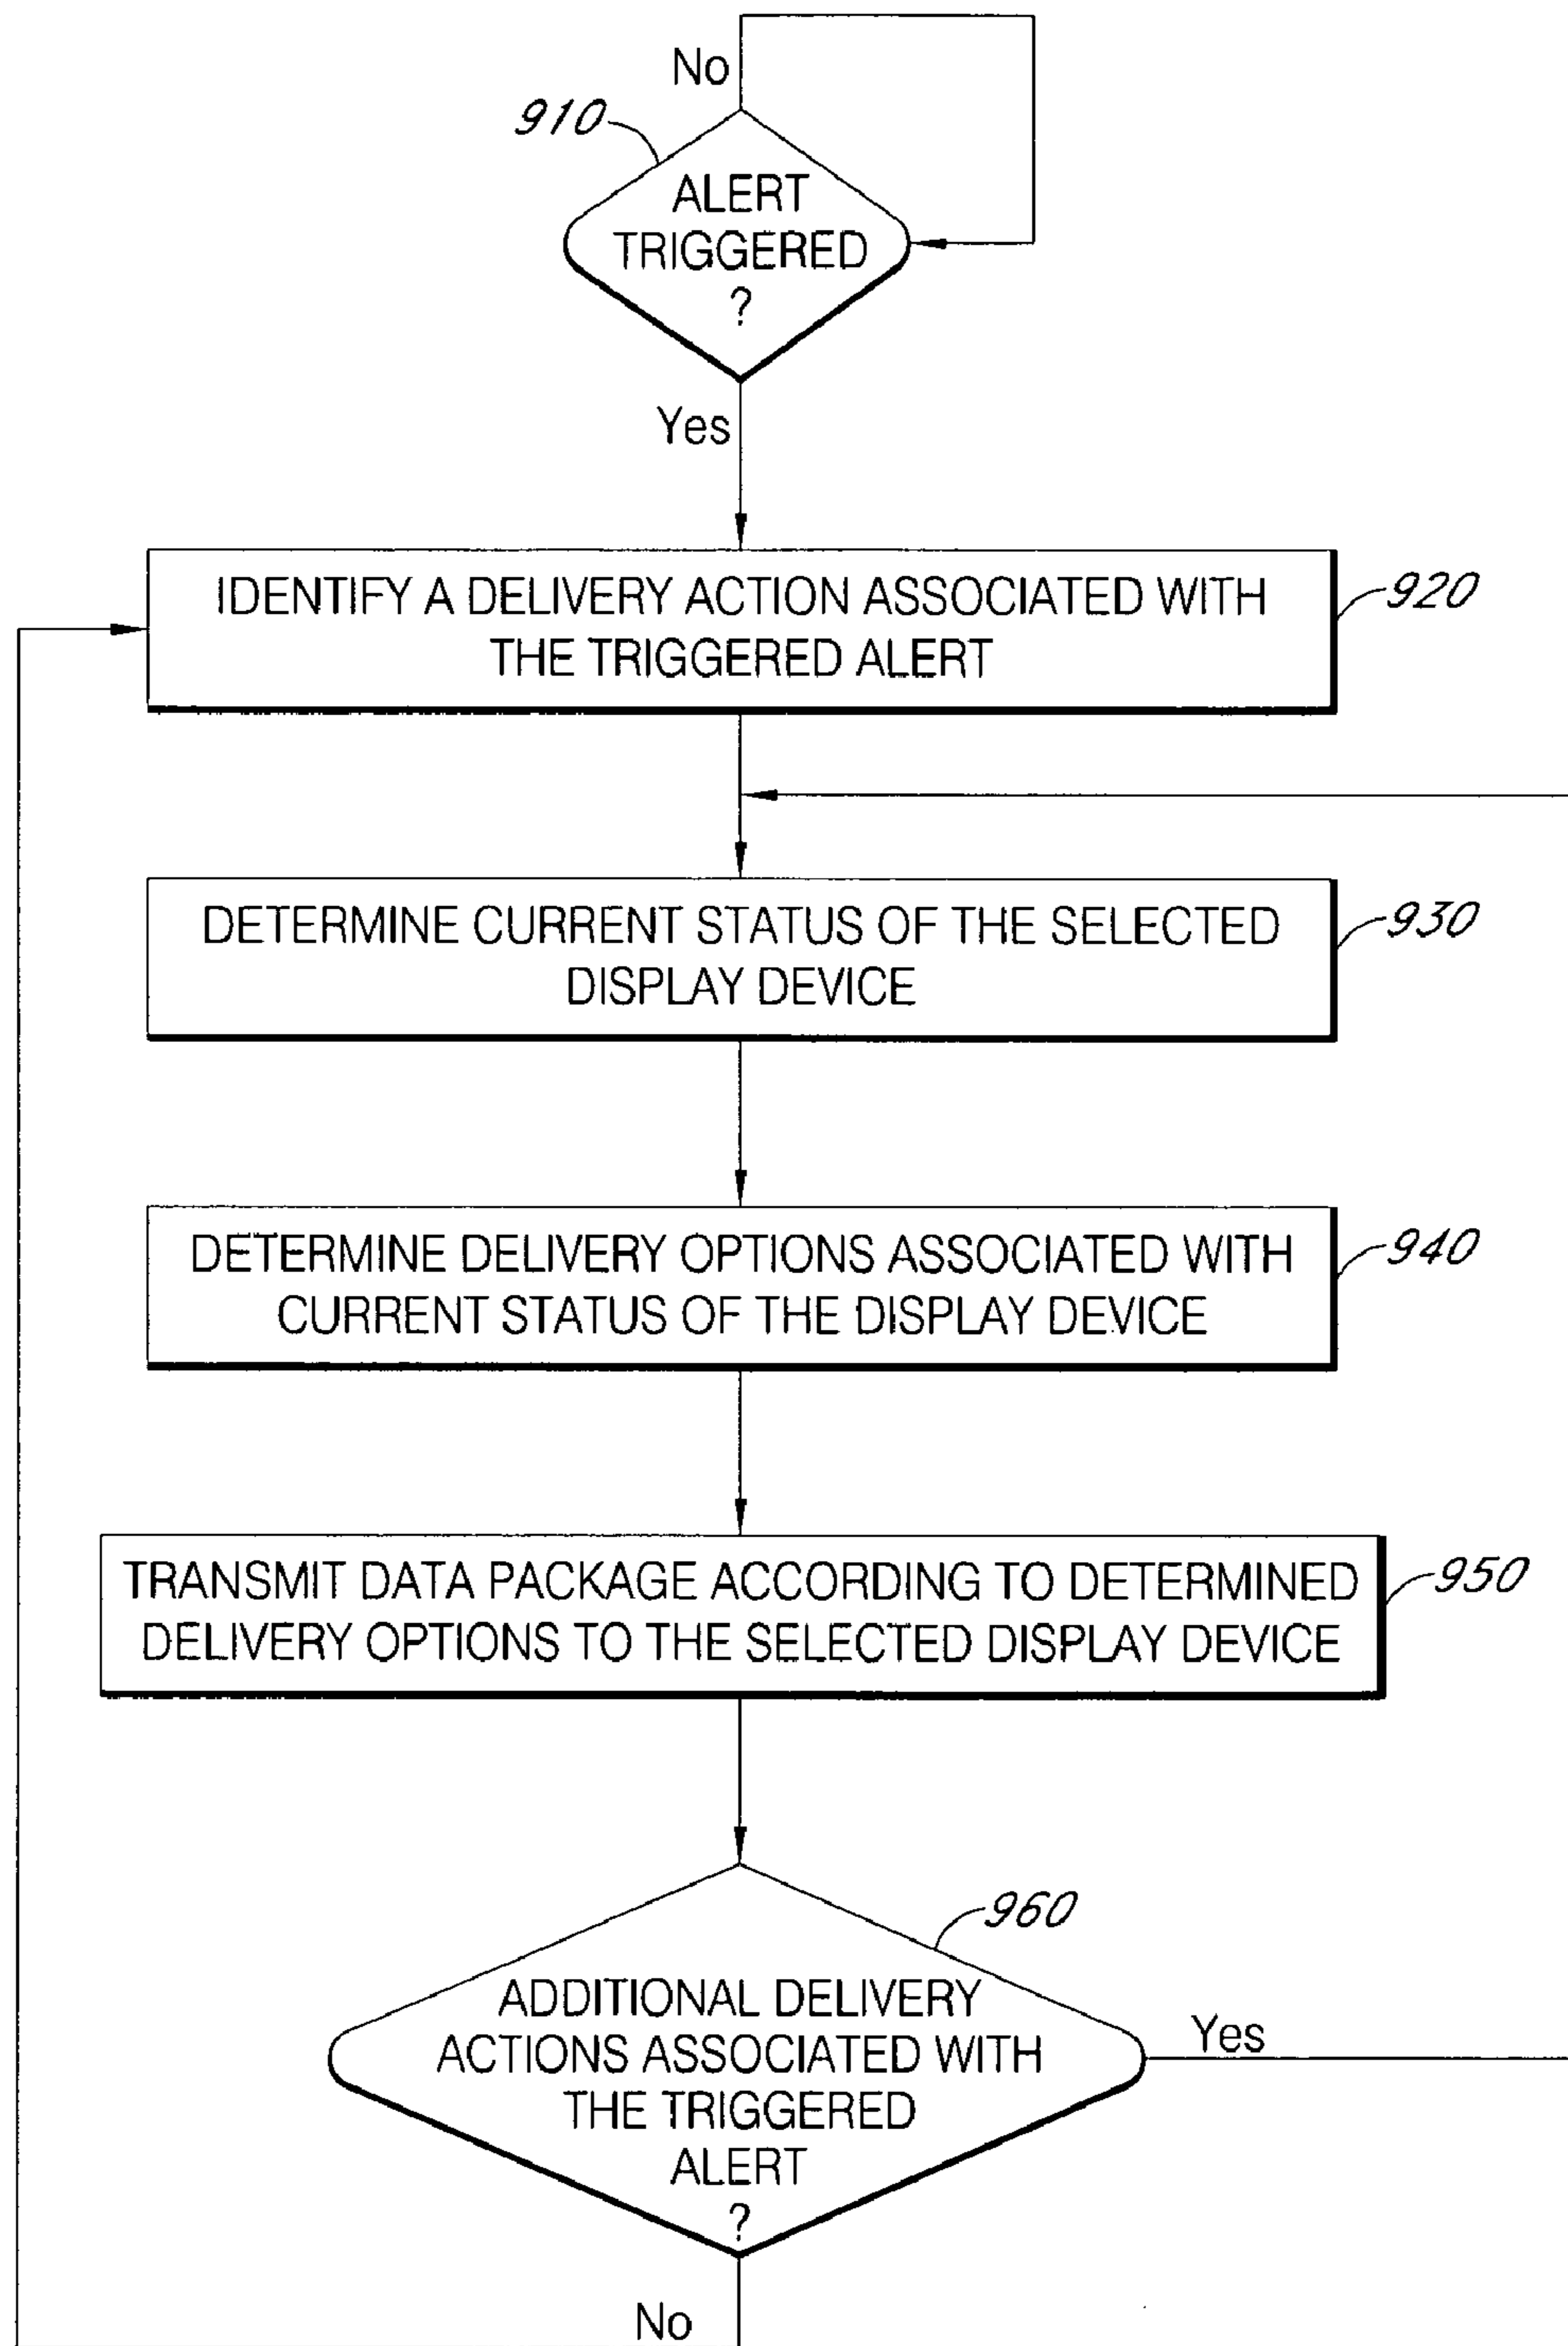 No
910
ALERT
TRIGGERED
?
Yes
IDENTIFY A DELIVERY ACTION ASSOCIATED WITH
THE TRIGGERED ALERT
920
DETERMINE CURRENT STATUS OF THE SELECTED
DISPLAY DEVICE
930
DETERMINE DELIVERY OPTIONS ASSOCIATED WITH
CURRENT STATUS OF THE DISPLAY DEVICE
940
TRANSMIT DATA PACKAGE ACCORDING TO DETERMINED
DELIVERY OPTIONS TO THE SELECTED DISPLAY DEVICE
950
960
ADDITIONAL DELIVERY
ACTIONS ASSOCIATED WITH
THE TRIGGERED
ALERT
?
Yes
No